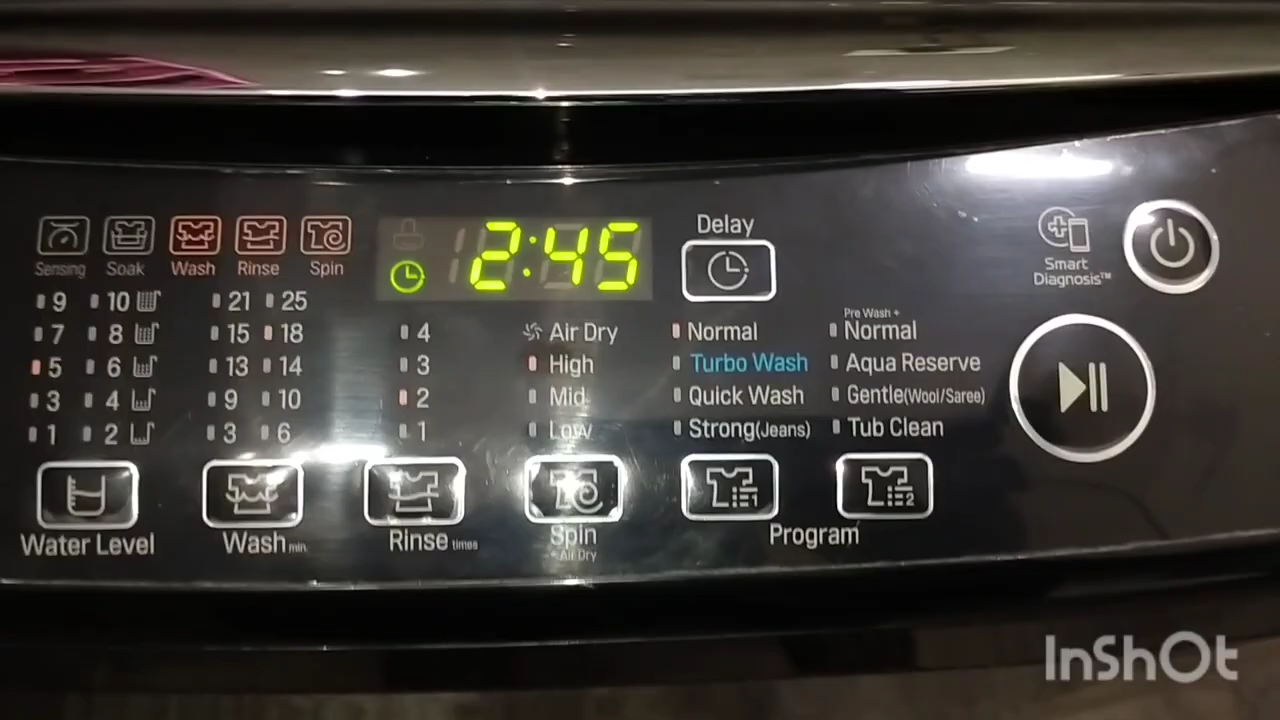 Delay
2:45
Smart
Diagnosis™
Sensing Soak Wash Rinse Spin
9 10 21 25
7 8 15 18 4 Air Dry Normal Pre Wash + Normal
5 6 13 14 3 High Turbo Wash Aqua Reserve
3 4 9 10 2 Mid Quick Wash Gentle(Wool/Saree)
1 2 3 6 1 Low Strong(Jeans) Tub Clean
1 2
Water Level Wash min. Rinse times Spin Program
+ Air Dry
InShOt